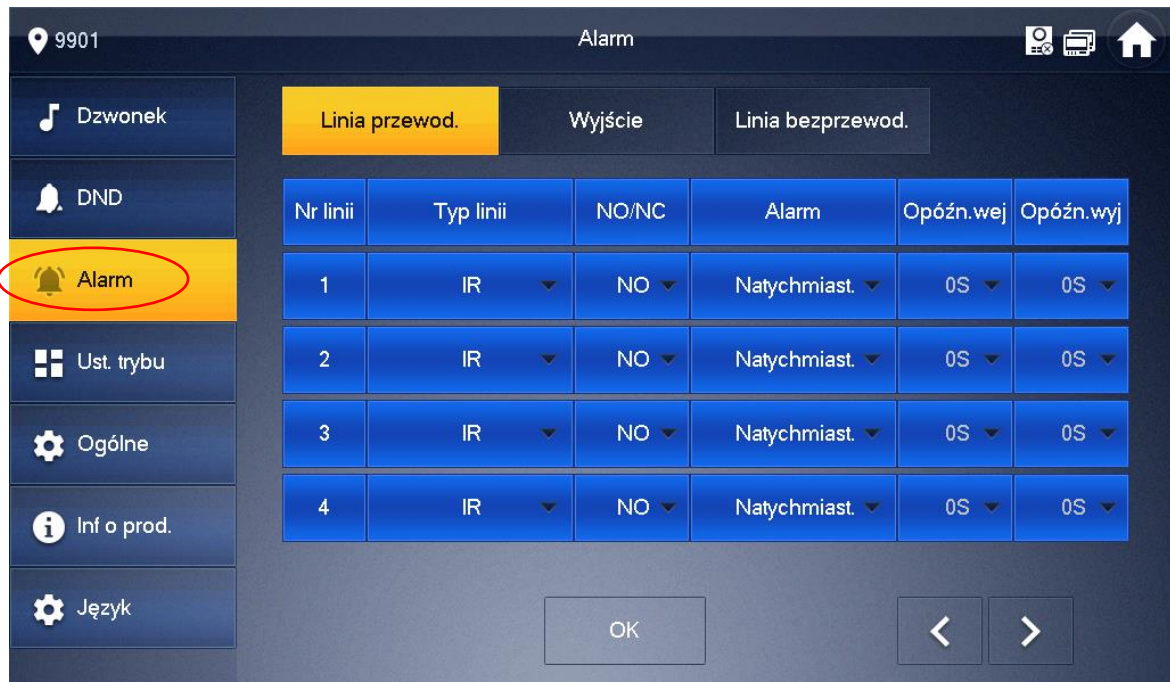 9901
Alarm
Dzwonek
DND
Alarm
Ust. trybu
Ogólne
Inf o prod.
Język
Linia przewod.
Wyjście
Linia bezprzewod.
Nr linii Typ linii NO/NC Alarm Opóźn.wej Opóźn.wyj
1 IR NO Natychmiast. 0S 0S
2 IR NO Natychmiast. 0S 0S
3 IR NO Natychmiast. 0S 0S
4 IR NO Natychmiast. 0S 0S
OK